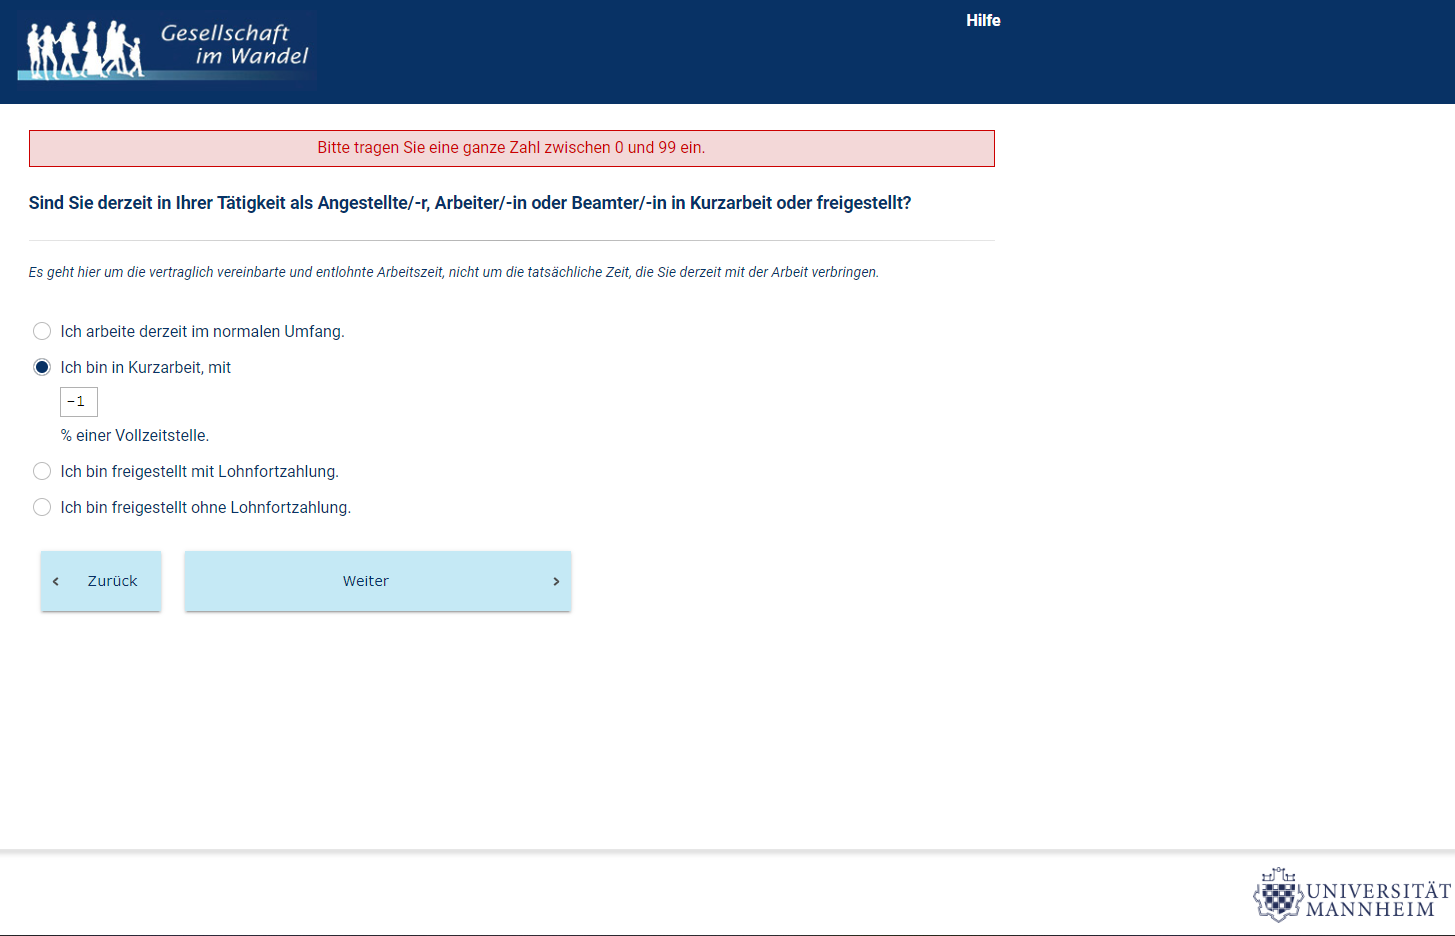 Gesellschaft
im Wandel
Hilfe
Bitte tragen Sie eine ganze Zahl zwischen 0 und 99 ein.
Sind Sie derzeit in Ihrer Tätigkeit als Angestellte/-r, Arbeiter/-in oder Beamter/-in in Kurzarbeit oder freigestellt?
Es geht hier um die vertraglich vereinbarte und entlohnte Arbeitszeit, nicht um die tatsächliche Zeit, die Sie derzeit mit der Arbeit verbringen.
Ich arbeite derzeit im normalen Umfang.
Ich bin in Kurzarbeit, mit
-1
% einer Vollzeitstelle.
Ich bin freigestellt mit Lohnfortzahlung.
Ich bin freigestellt ohne Lohnfortzahlung.
‹ Zurück
Weiter ›
UNIVERSITÄT
MANNHEIM